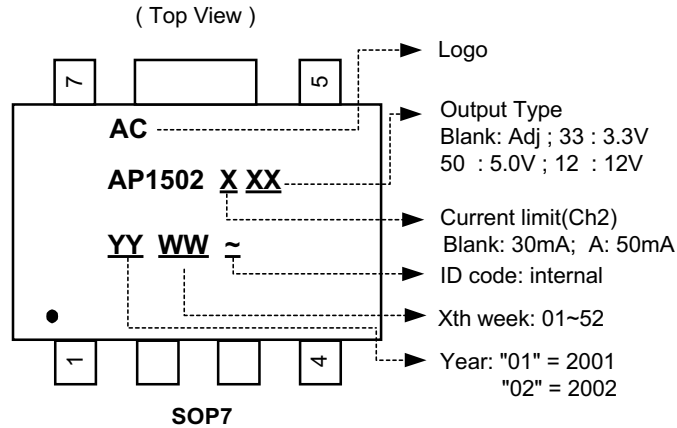 ( Top View )
7
5
AC
AP1502 X XX
YY WW ~
1
4
SOP7
Logo
Output Type
Blank: Adj ; 33 : 3.3V
50 : 5.0V ; 12 : 12V
Current limit(Ch2)
Blank: 30mA; A: 50mA
ID code: internal
Xth week: 01~52
Year: "01" = 2001
"02" = 2002